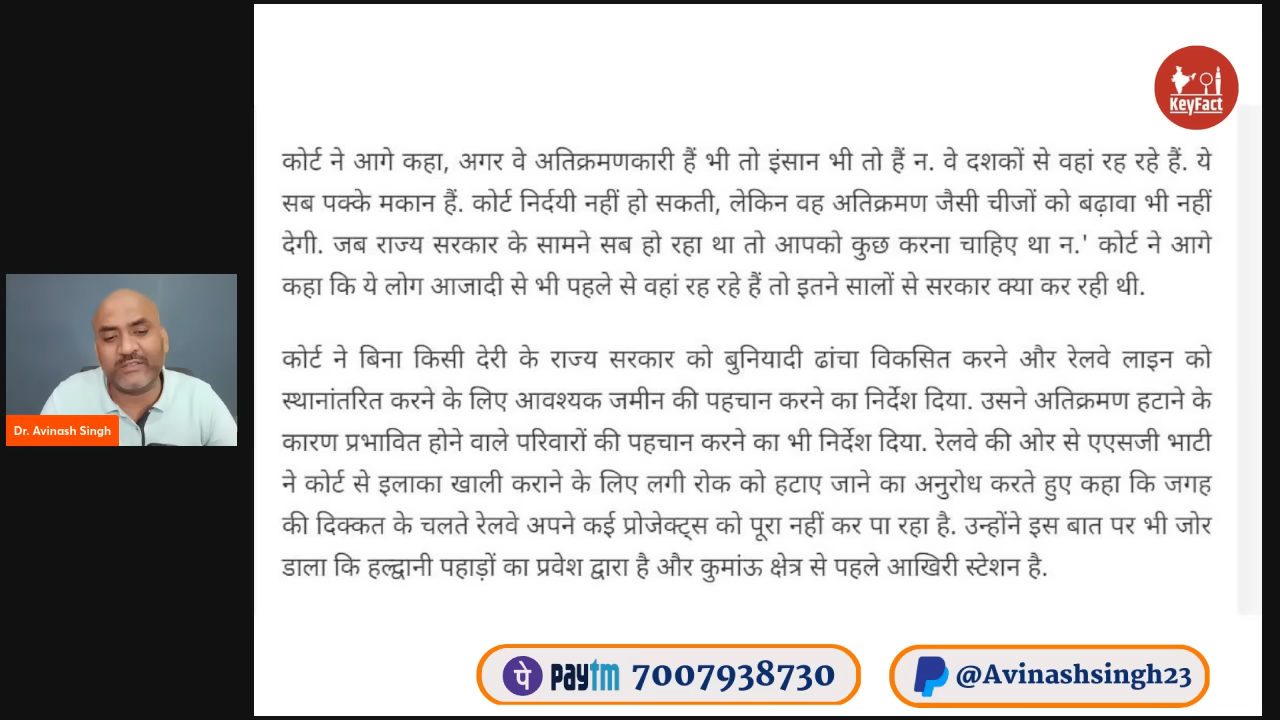 KeyFact
कोर्ट ने आगे कहा, अगर वे अतिक्रमणकारी हैं भी तो इंसान भी तो हैं न. वे दशकों से वहां रह रहे हैं. ये
सब पक्के मकान हैं. कोर्ट निर्दयी नहीं हो सकती, लेकिन वह अतिक्रमण जैसी चीजों को बढ़ावा भी नहीं
देगी. जब राज्य सरकार के सामने सब हो रहा था तो आपको कुछ करना चाहिए था न.' कोर्ट ने आगे
कहा कि ये लोग आजादी से भी पहले से वहां रह रहे हैं तो इतने सालों से सरकार क्या कर रही थी.
कोर्ट ने बिना किसी देरी के राज्य सरकार को बुनियादी ढांचा विकसित करने और रेलवे लाइन को
स्थानांतरित करने के लिए आवश्यक जमीन की पहचान करने का निर्देश दिया. उसने अतिक्रमण हटाने के
कारण प्रभावित होने वाले परिवारों की पहचान करने का भी निर्देश दिया. रेलवे की ओर से एएसजी भाटी
ने कोर्ट से इलाका खाली कराने के लिए लगी रोक को हटाए जाने का अनुरोध करते हुए कहा कि जगह
की दिक्कत के चलते रेलवे अपने कई प्रोजेक्ट्स को पूरा नहीं कर पा रहा है. उन्होंने इस बात पर भी जोर
डाला कि हल्द्वानी पहाड़ों का प्रवेश द्वारा है और कुमांऊ क्षेत्र से पहले आखिरी स्टेशन है.
Dr. Avinash Singh
पे paytm 7007938730
@Avinashsingh23